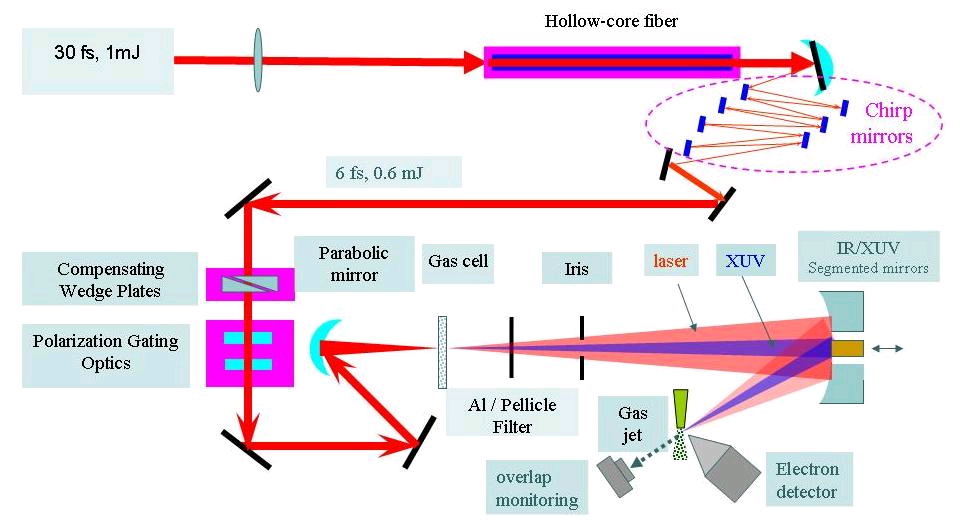 Hollow-core fiber
30 fs, 1mJ
Chirp
mirrors
6 fs, 0.6 mJ
Compensating
Wedge Plates
Parabolic
mirror
Gas cell
Iris
laser
XUV
IR/XUV
Segmented mirrors
Polarization Gating
Optics
Al / Pellicle
Filter
Gas
jet
overlap
monitoring
Electron
detector